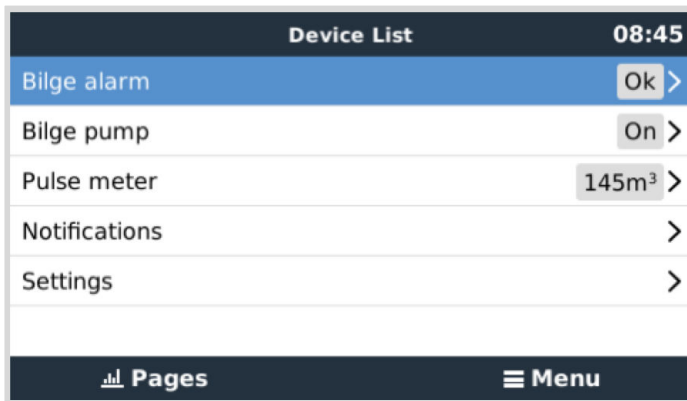 Device List 08:45
Bilge alarm Ok
Bilge pump On
Pulse meter 145m³
Notifications
Settings
Pages Menu